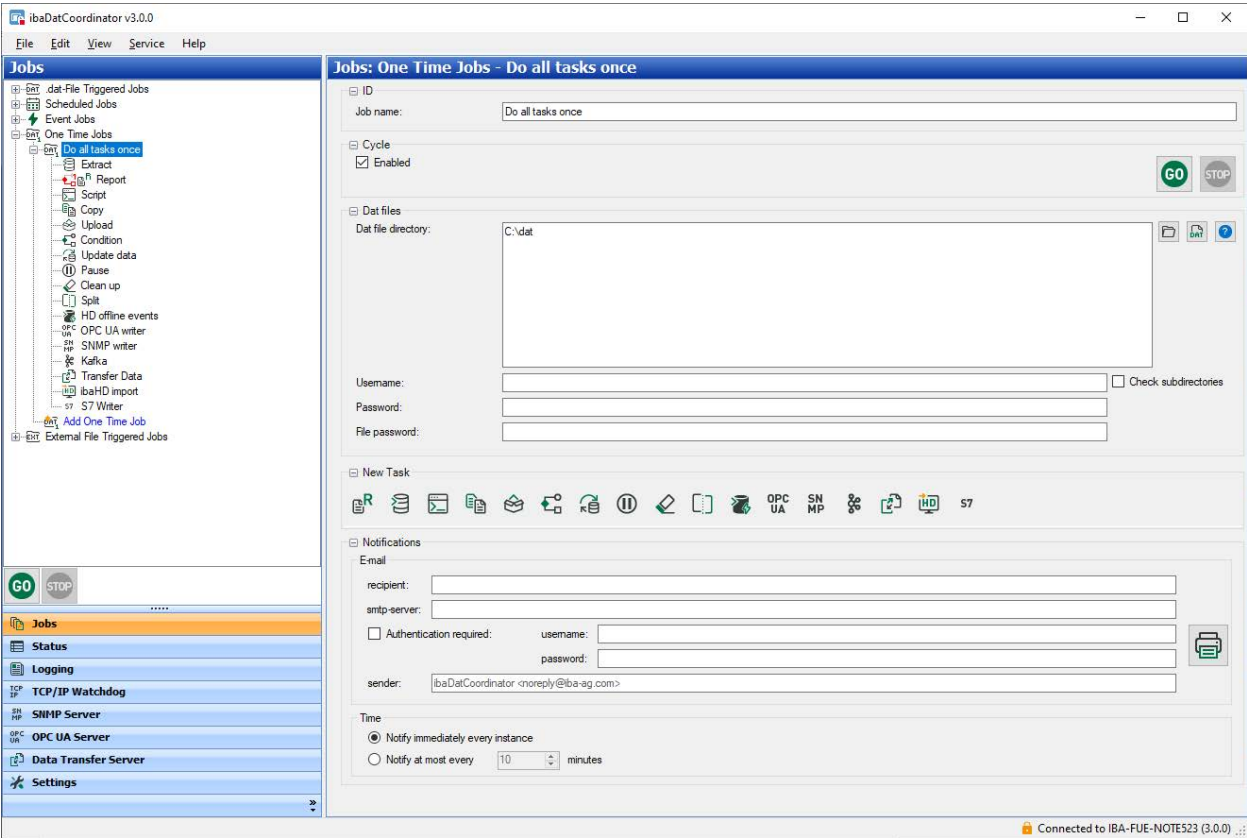 ibaDatCoordinator v3.0.0
File Edit View Service Help
Jobs
.dat-File Triggered Jobs
Scheduled Jobs
Event Jobs
One Time Jobs
Do all tasks once
Extract
Report
Script
Copy
Upload
Condition
Update data
Pause
Clean up
Split
HD offline events
OPC UA writer
SNMP writer
Kafka
Transfer Data
ibaHD import
S7 Writer
Add One Time Job
External File Triggered Jobs
GO STOP
Jobs
Status
Logging
TCP/IP Watchdog
SNMP Server
OPC UA Server
Data Transfer Server
Settings
Jobs: One Time Jobs - Do all tasks once
ID
Job name: Do all tasks once
Cycle
Enabled
GO STOP
Dat files
Dat file directory: C:\dat
DAT ?
Username: Check subdirectories
Password:
File password:
New Task
R OPC UA SN MP HD S7
Notifications
E-mail
recipient:
smtp-server:
Authentication required: username:
password:
sender: ibaDatCoordinator <noreply@iba-ag.com>
Time
Notify immediately every instance
Notify at most every 10 minutes
Connected to IBA-FUE-NOTE523 (3.0.0)